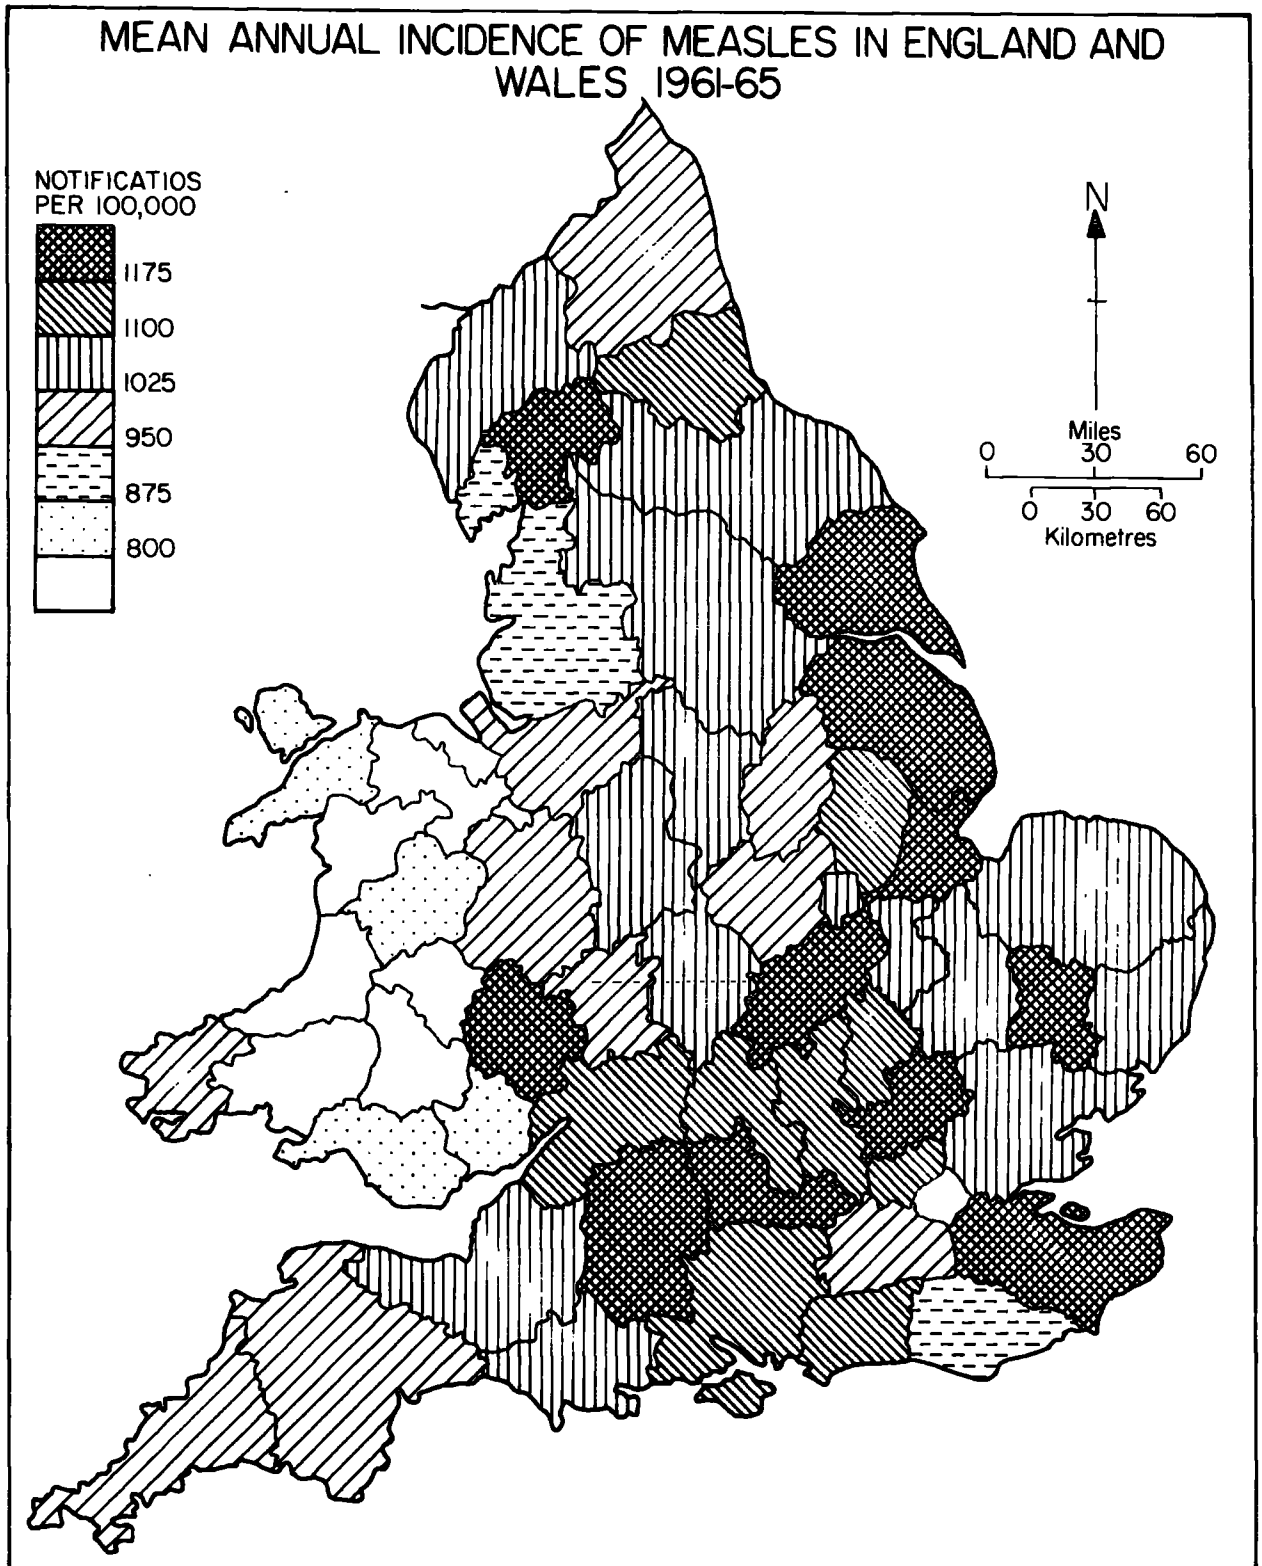 MEAN ANNUAL INCIDENCE OF MEASLES IN ENGLAND AND
WALES 1961-65
NOTIFICATIOS
PER 100,000
1175
1100
1025
950
875
800
N
Miles
0 30 60
0 30 60
Kilometres